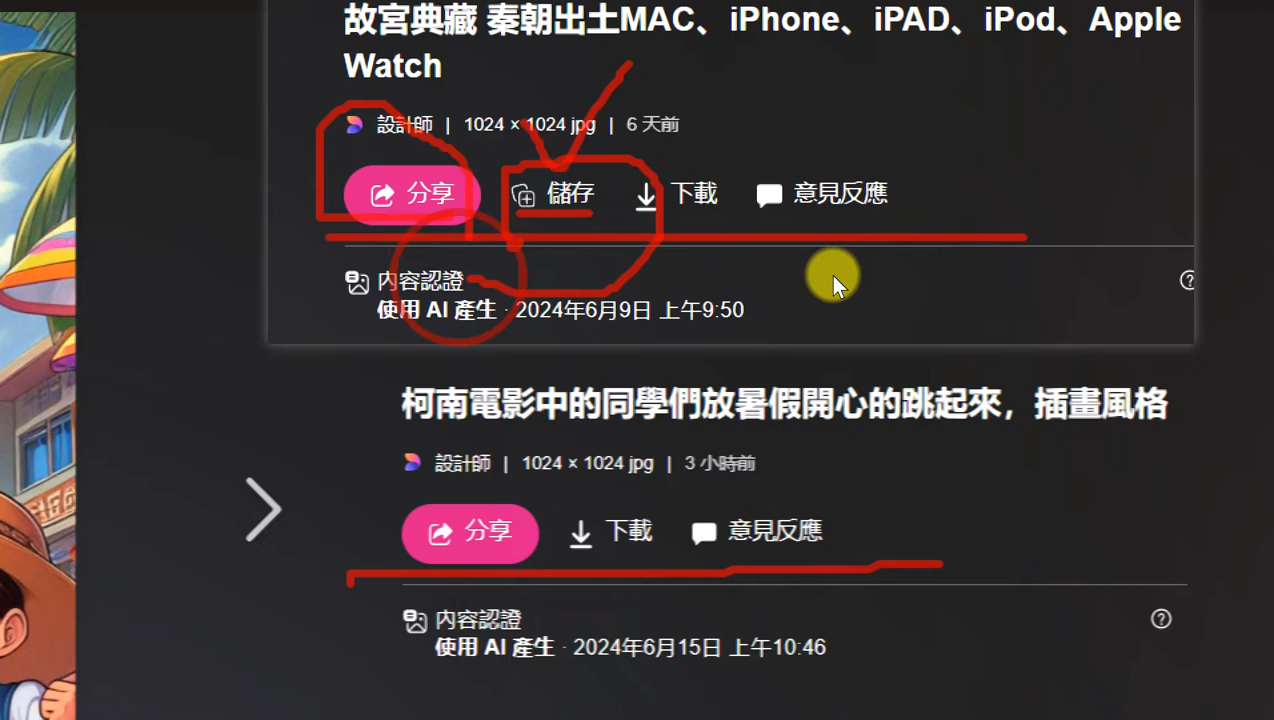 故宮典藏 秦朝出土MAC、iPhone、iPAD、iPod、Apple
Watch
設計師 | 1024 × 1024 jpg | 6 天前
分享 儲存 下載 意見反應
內容認證
使用 AI 產生 · 2024年6月9日 上午9:50
柯南電影中的同學們放暑假開心的跳起來，插畫風格
設計師 | 1024 × 1024 jpg | 3 小時前
分享 下載 意見反應
內容認證
使用 AI 產生 · 2024年6月15日 上午10:46